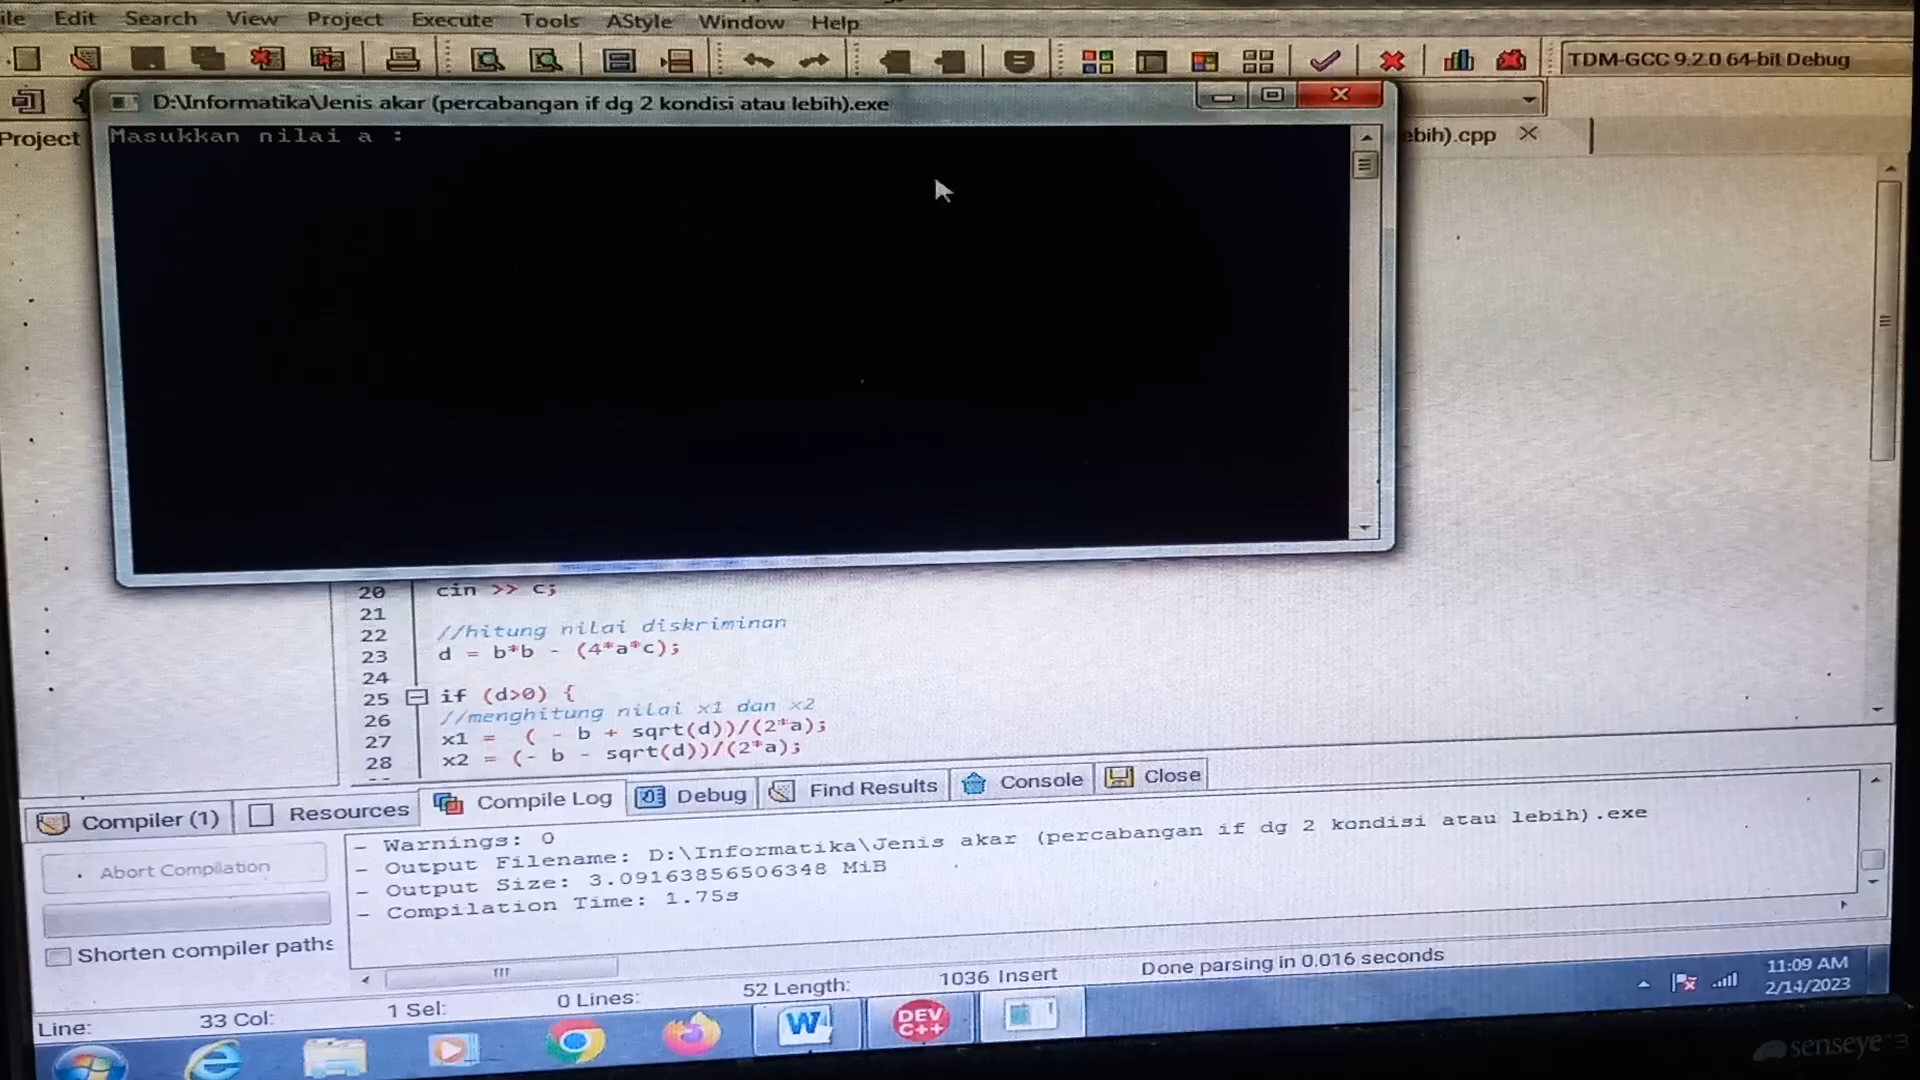 ile Edit Search View Project Execute Tools AStyle Window Help
TDM-GCC 9.2.0 64-bit Debug
D:\Informatika\Jenis akar (percabangan if dg 2 kondisi atau lebih).exe
Project
ebih).cpp
Masukkan nilai a :
20 cin >> c;
21
22 //hitung nilai diskriminan
23 d = b*b - (4*a*c);
24
25 if (d>0) {
26 //menghitung nilai x1 dan x2
27 x1 = ( - b + sqrt(d))/(2*a);
28 x2 = (- b - sqrt(d))/(2*a);
Compiler (1) Resources Compile Log Debug Find Results Console Close
Abort Compilation
Shorten compiler paths
- Warnings: 0
- Output Filename: D:\Informatika\Jenis akar (percabangan if dg 2 kondisi atau lebih).exe
- Output Size: 3.09163856506348 MiB
- Compilation Time: 1.75s
Line: 33 Col: 1 Sel: 0 Lines: 52 Length: 1036 Insert Done parsing in 0.016 seconds
W
DEV C++
11:09 AM
2/14/2023
senseye 3